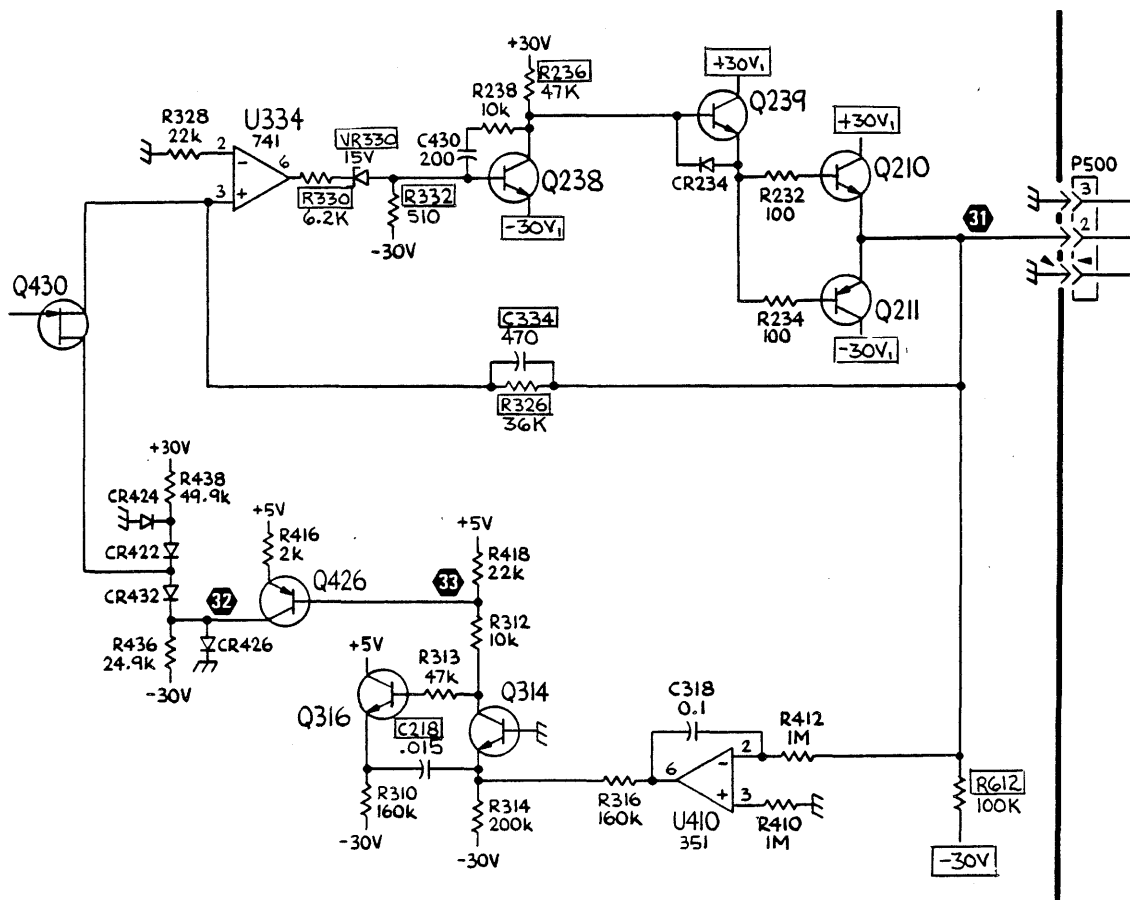 +30V
R236
47K
R238
10k
+30V₁
Q239
R328
22k
U334
741
2
-
6
3
+
VR330
15V
C430
200
R330
6.2K
R332
510
-30V
Q238
-30V₁
CR234
R232
100
+30V₁
Q210
P500
3
31
2
R234
100
Q211
-30V₁
Q430
C334
470
R326
36K
+30V
R438
49.9k
CR424
CR422
CR432
+5V
R416
2k
Q426
32
CR426
R436
24.9k
-30V
+5V
R418
22k
33
R312
10k
+5V
R313
47k
Q316
Q314
C218
.015
R310
160k
-30V
R314
200k
-30V
R316
160k
C318
0.1
6
2
-
3
+
U410
351
R412
1M
R410
1M
R612
100K
-30V